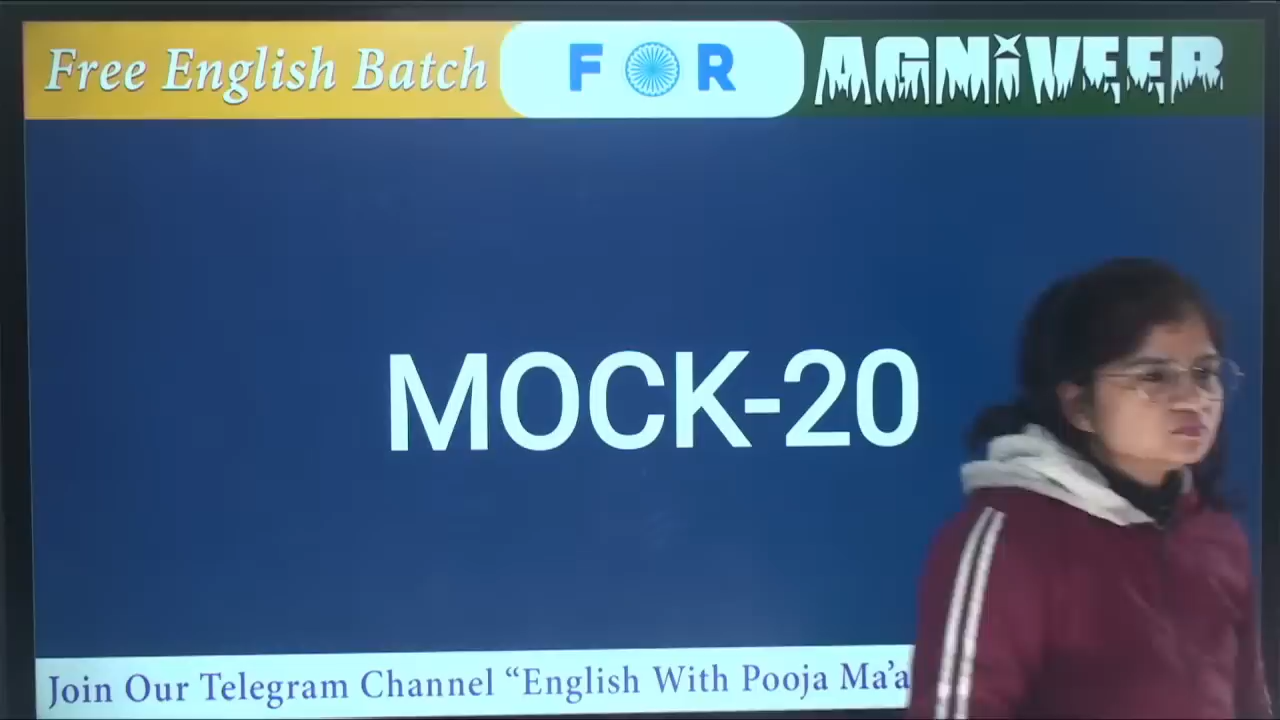 Free English Batch FOR AGNiVEER
MOCK-20
Join Our Telegram Channel “English With Pooja Ma’a